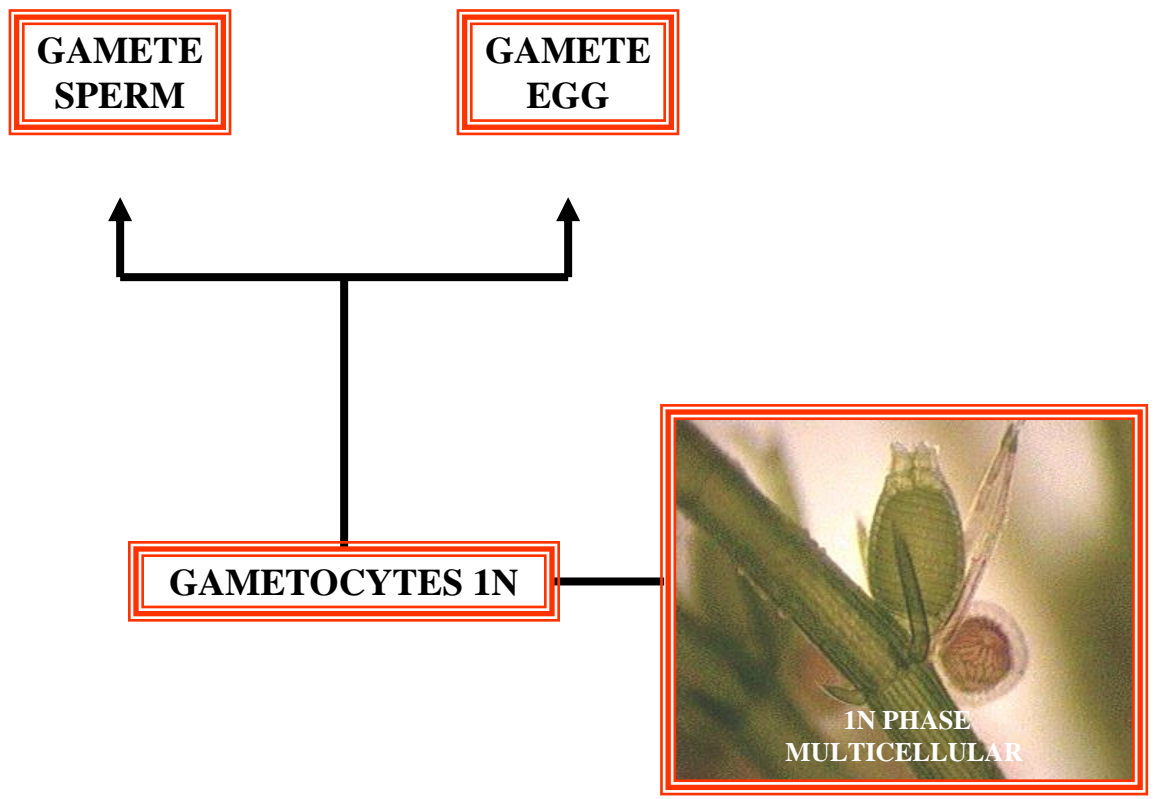 GAMETE
SPERM
GAMETE
EGG
GAMETOCYTES 1N
1N PHASE
MULTICELLULAR